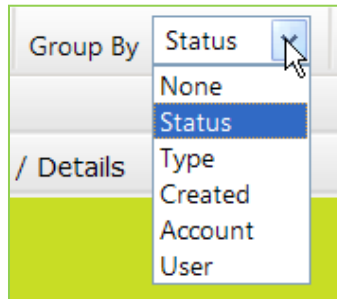 Group By Status
None
Status
/ Details Type
Created
Account
User